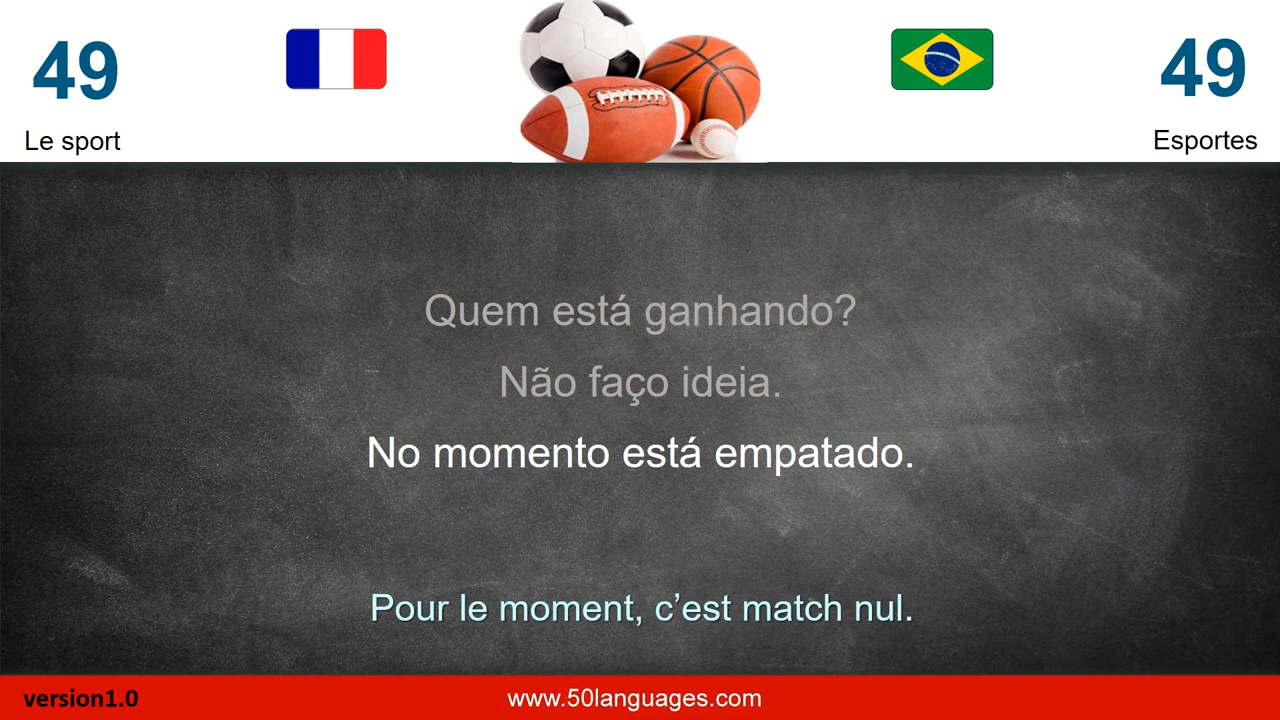 49
Le sport
49
Esportes
Quem está ganhando?
Não faço ideia.
No momento está empatado.
Pour le moment, c’est match nul.
version1.0
www.50languages.com